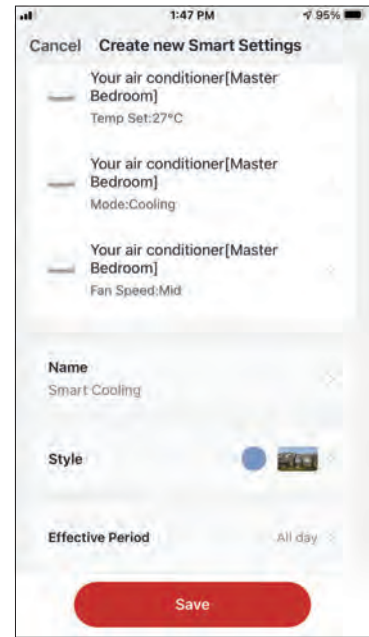 1:47 PM
95%
Cancel
Create new Smart Settings
Your air conditioner[Master
Bedroom]
Temp Set:27°C
Your air conditioner[Master
Bedroom]
Mode:Cooling
Your air conditioner[Master
Bedroom]
Fan Speed:Mid
Name
Smart Cooling
Style
Effective Period
All day
Save